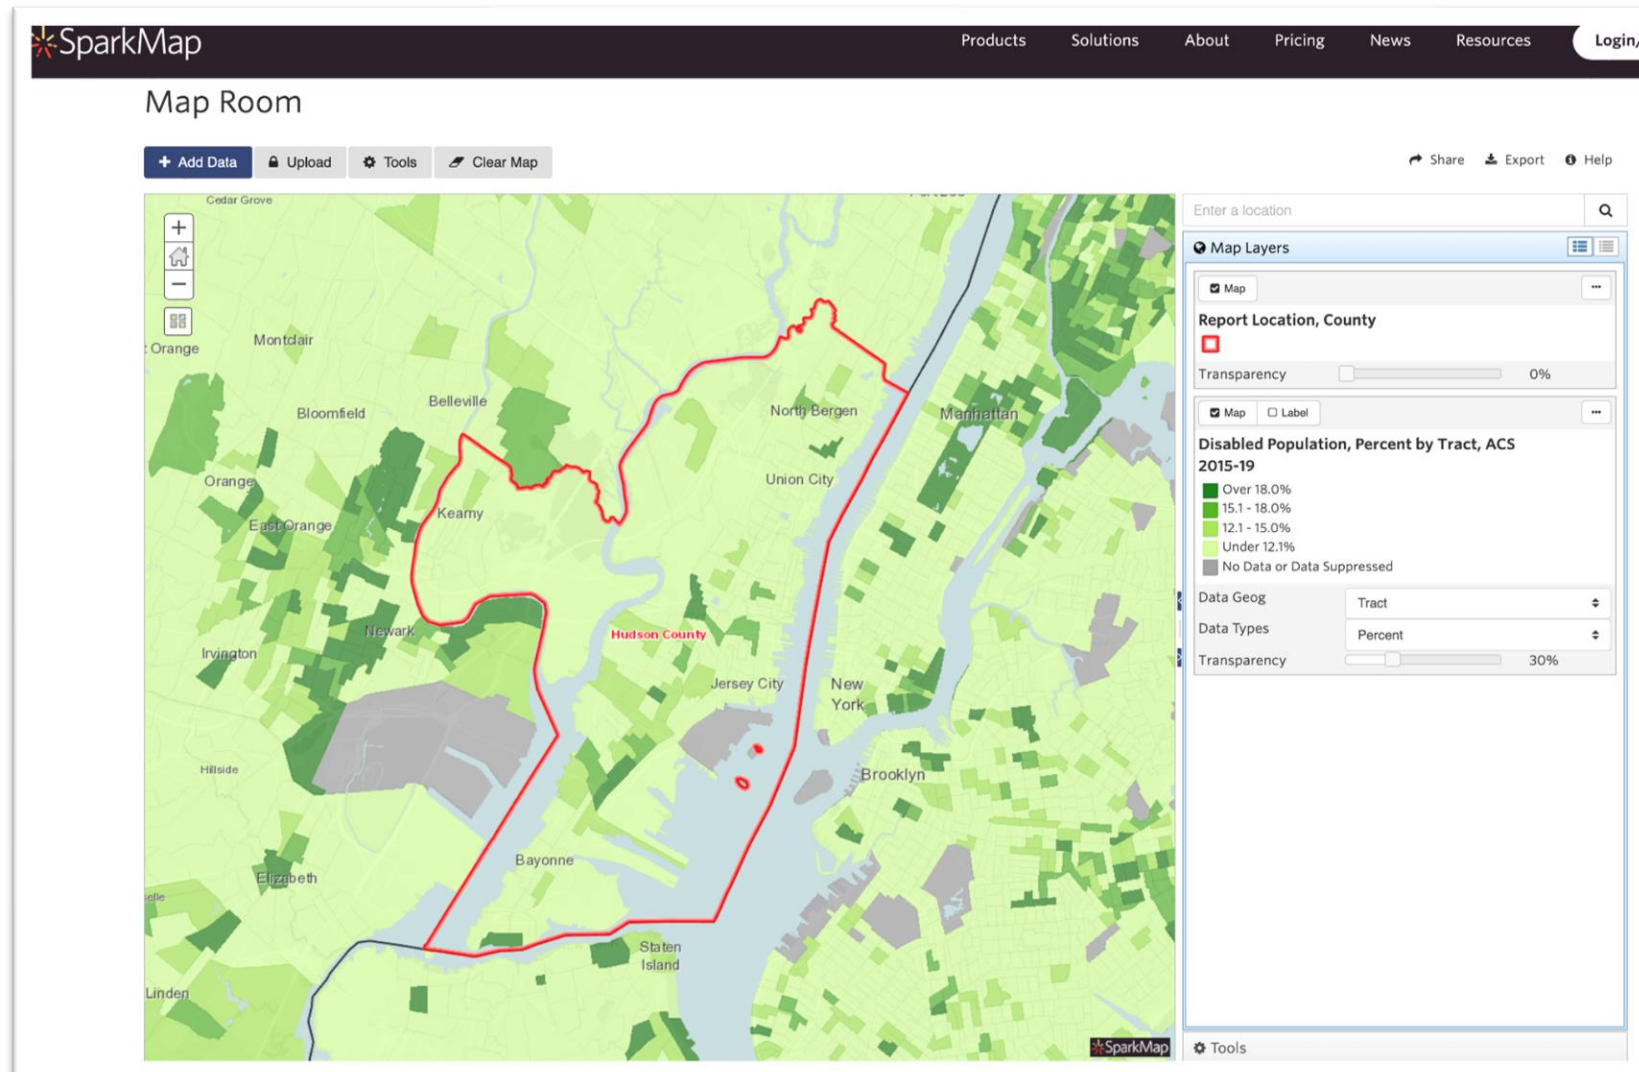 SparkMap
Products Solutions About Pricing News Resources Login/
Map Room
Add Data Upload Tools Clear Map
Share Export Help
Cedar Grove
Enter a location
Map Layers
Map
Report Location, County
Transparency 0%
Map Label
Disabled Population, Percent by Tract, ACS
2015-19
Over 18.0%
15.1 - 18.0%
12.1 - 15.0%
Under 12.1%
No Data or Data Suppressed
Data Geog Tract
Data Types Percent
Transparency 30%
Tools
Montclair
Orange
Bloomfield
Belleville
North Bergen
Manhattan
Orange
Union City
East Orange
Kearny
Newark
Hudson County
Irvington
Jersey City
New
York
Hillside
Brooklyn
Bayonne
Elizabeth
elle
Staten
Island
Linden
SparkMap